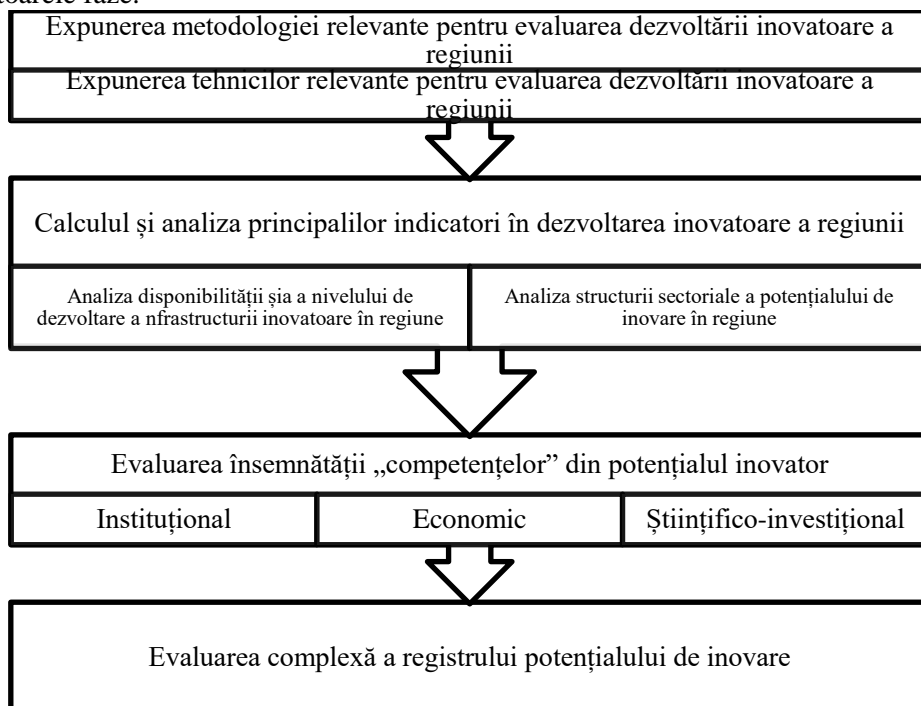 Expunerea metodologiei relevante pentru evaluarea dezvoltării inovatoare a
regiunii
Expunerea tehnicilor relevante pentru evaluarea dezvoltării inovatoare a
regiunii
Calculul și analiza principalilor indicatori în dezvoltarea inovatoare a regiunii
Analiza disponibilității șia a nivelului de
dezvoltare a nfrastructurii inovatoare în regiune
Analiza structurii sectoriale a potențialului de
inovare în regiune
Evaluarea însemnătății „competențelor” din potențialul inovator
Instituțional
Economic
Științifico-investițional
Evaluarea complexă a registrului potențialului de inovare